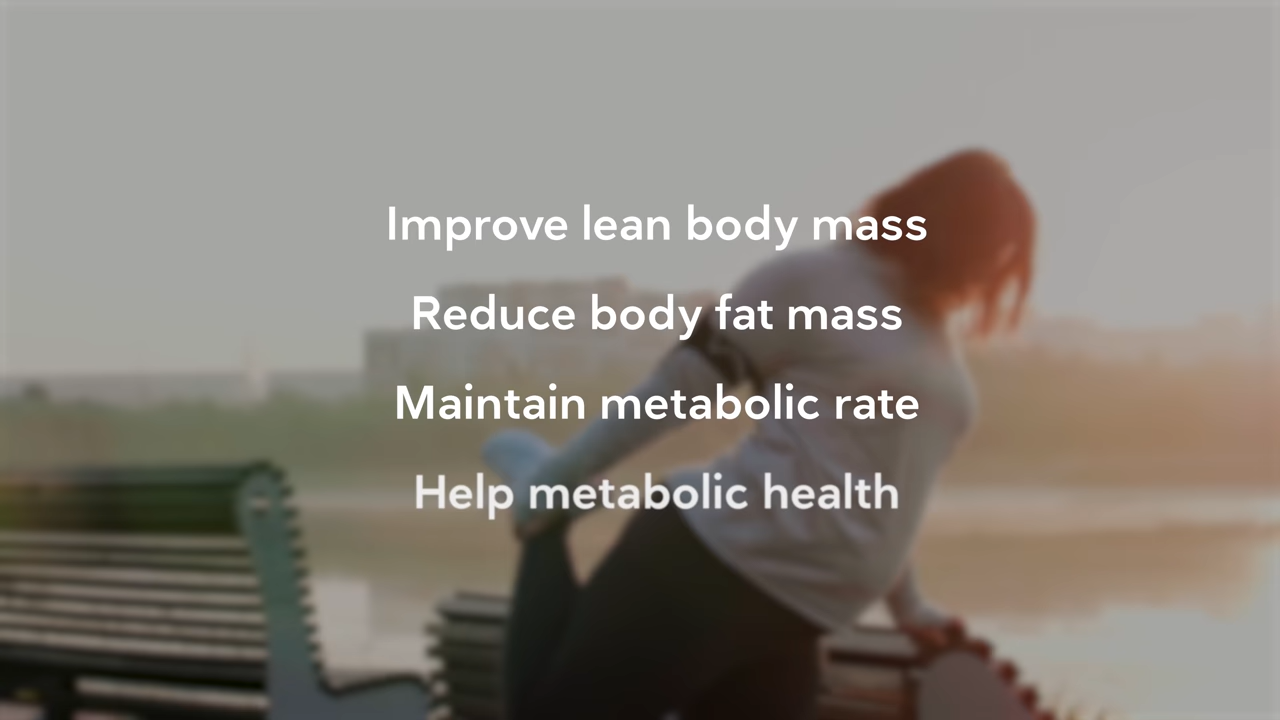 Improve lean body mass
Reduce body fat mass
Maintain metabolic rate
Help metabolic health